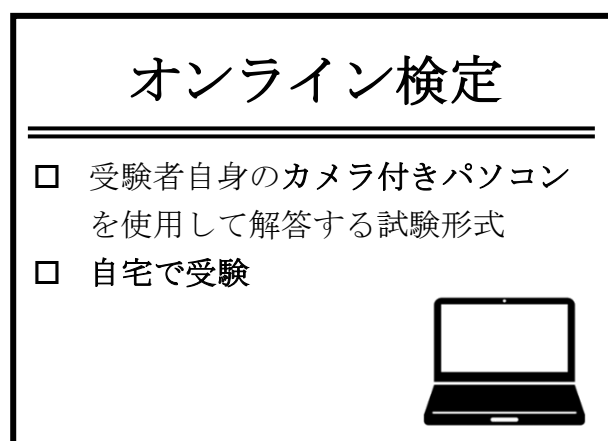 オンライン検定
□ 受験者自身のカメラ付きパソコン
を使用して解答する試験形式
□ 自宅で受験